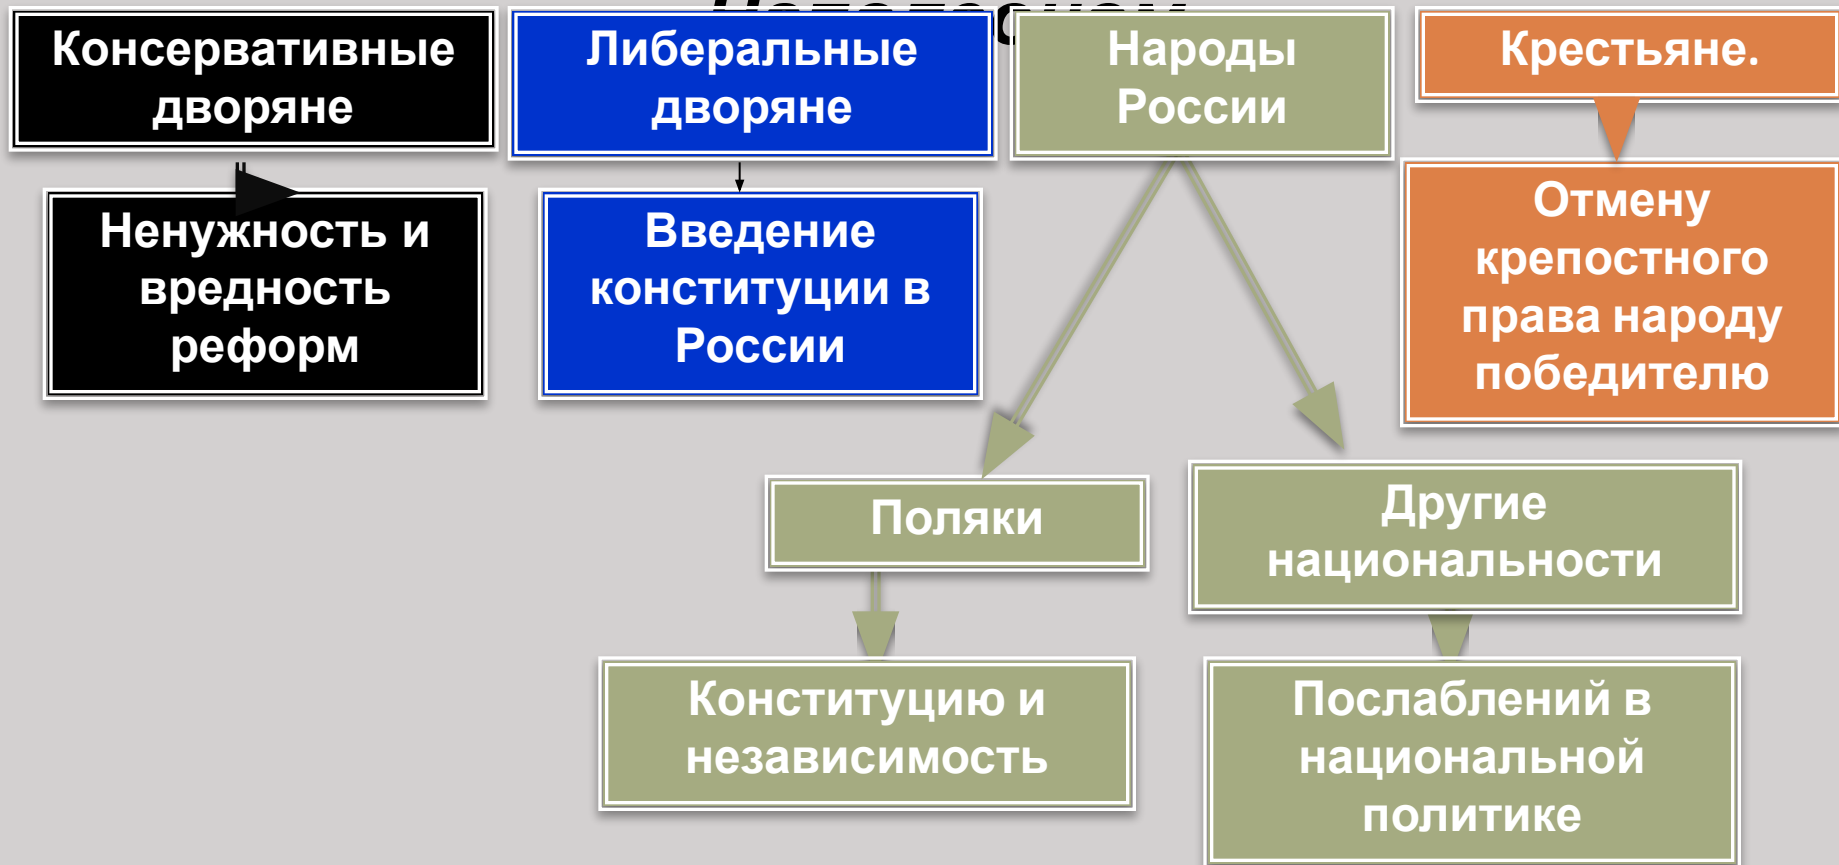 Консервативные
дворяне
Либеральные
дворяне
Народы
России
Крестьяне.
Ненужность и
вредность
реформ
Введение
конституции в
России
Отмену
крепостного
права народу
победителю
Поляки
Другие
национальности
Конституцию и
независимость
Послаблений в
национальной
политике